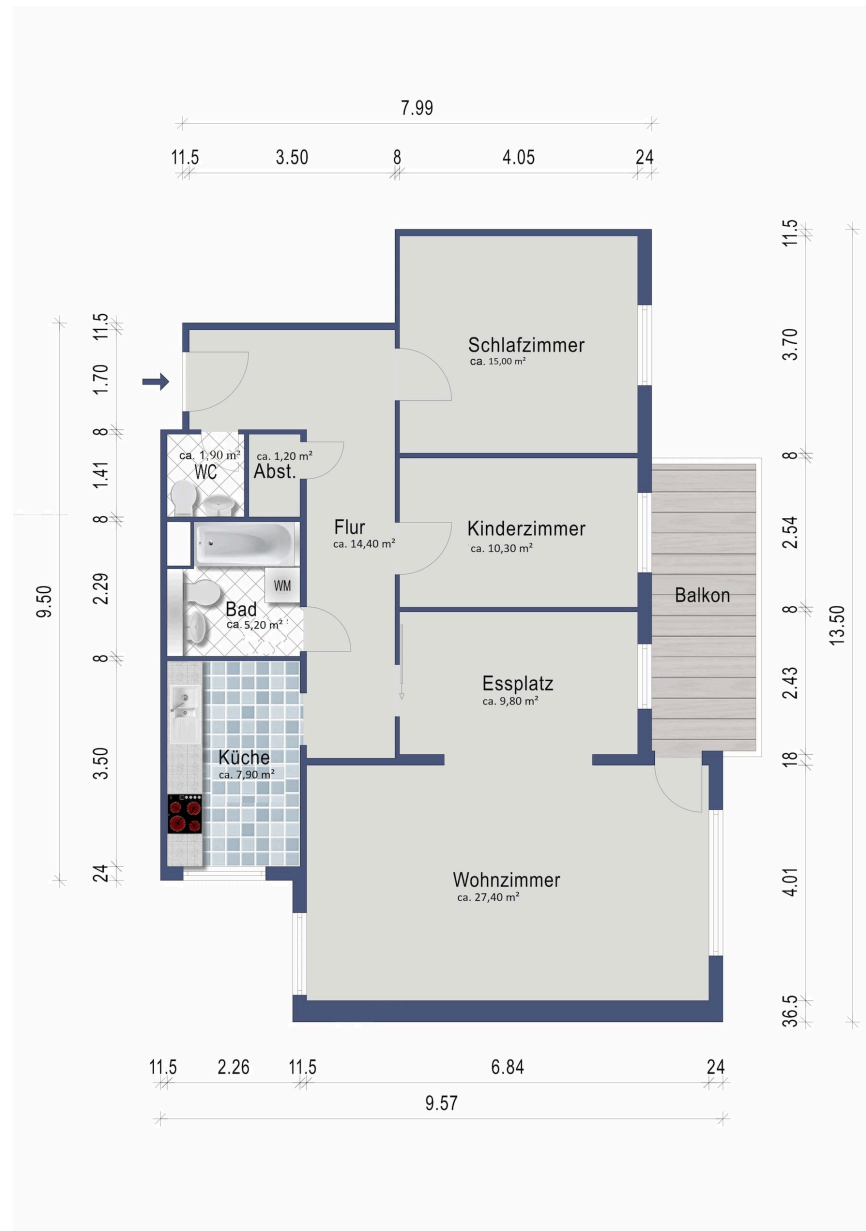 7.99
11.5 3.50 8 4.05 24
Schlafzimmer
ca. 15,00 m²
ca. 1,90 m²
WC
ca. 1,20 m²
Abst.
Flur
ca. 14,40 m²
Kinderzimmer
ca. 10,30 m²
Balkon
WM
Bad
ca. 5,20 m²
Essplatz
ca. 9,80 m²
Küche
ca. 7,90 m²
Wohnzimmer
ca. 27,40 m²
9.50
11.5
1.70
8
1.41
8
2.29
8
3.50
24
11.5
3.70
8
2.54
8
2.43
18
4.01
36.5
13.50
11.5 2.26 11.5 6.84 24
9.57